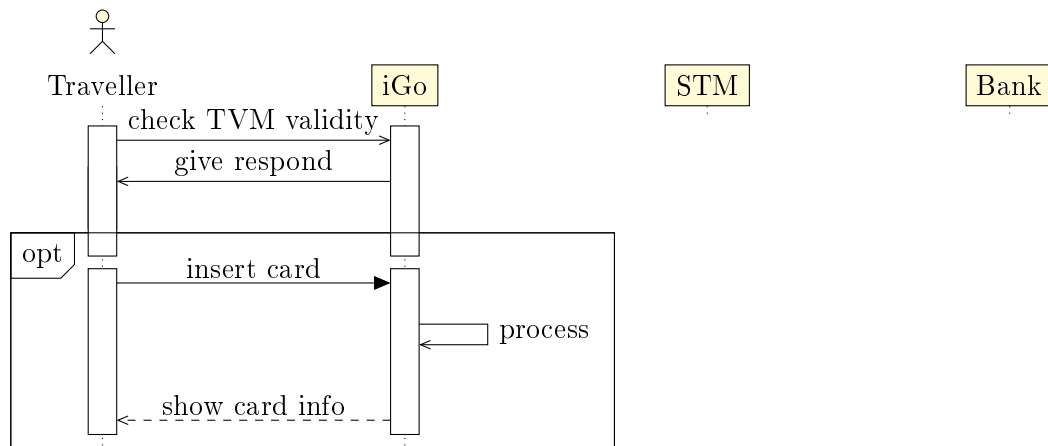 Traveller
iGo
STM
Bank
check TVM validity
give respond
opt
insert card
process
show card info